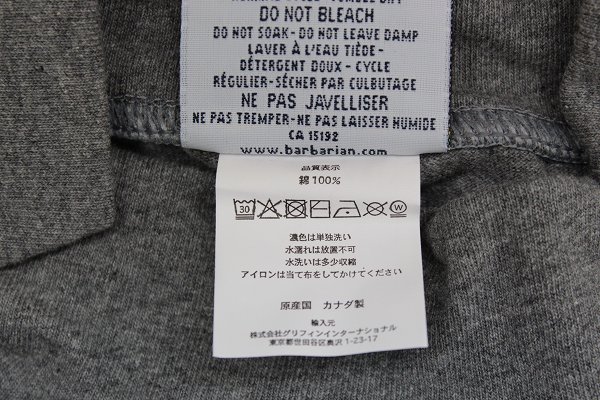 DO NOT BLEACH
DO NOT SOAK-DO NOT LEAVE DAMP
LAVER À L'EAU TIÈDE-
DÉTERGENT DOUX - CYCLE
RÉGULIER-SÉCHER PAR CULBUTAGE
NE PAS JAVELLISER
NE PAS TREMPER-NE PAS LAISSER HUMIDE
CA 15192
www.barbarian.com
品質表示
綿100%
30 W
濃色は単独洗い
水濡れは放置不可
水洗いは多少収縮
アイロンは当て布をしてかけてください
原産国 カナダ製
輸入元
株式会社グリフィンインターナショナル
東京都世田谷区奥沢1-23-17